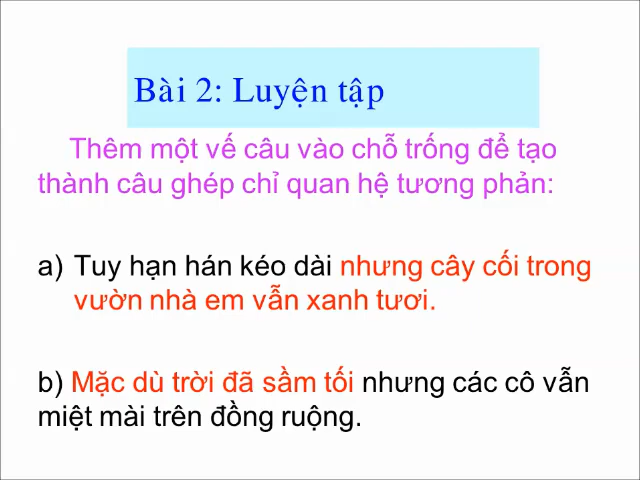 Bài 2: Luyện tập
Thêm một vế câu vào chỗ trống để tạo
thành câu ghép chỉ quan hệ tương phản:
a) Tuy hạn hán kéo dài nhưng cây cối trong
vườn nhà em vẫn xanh tươi.
b) Mặc dù trời đã sầm tối nhưng các cô vẫn
miệt mài trên đồng ruộng.